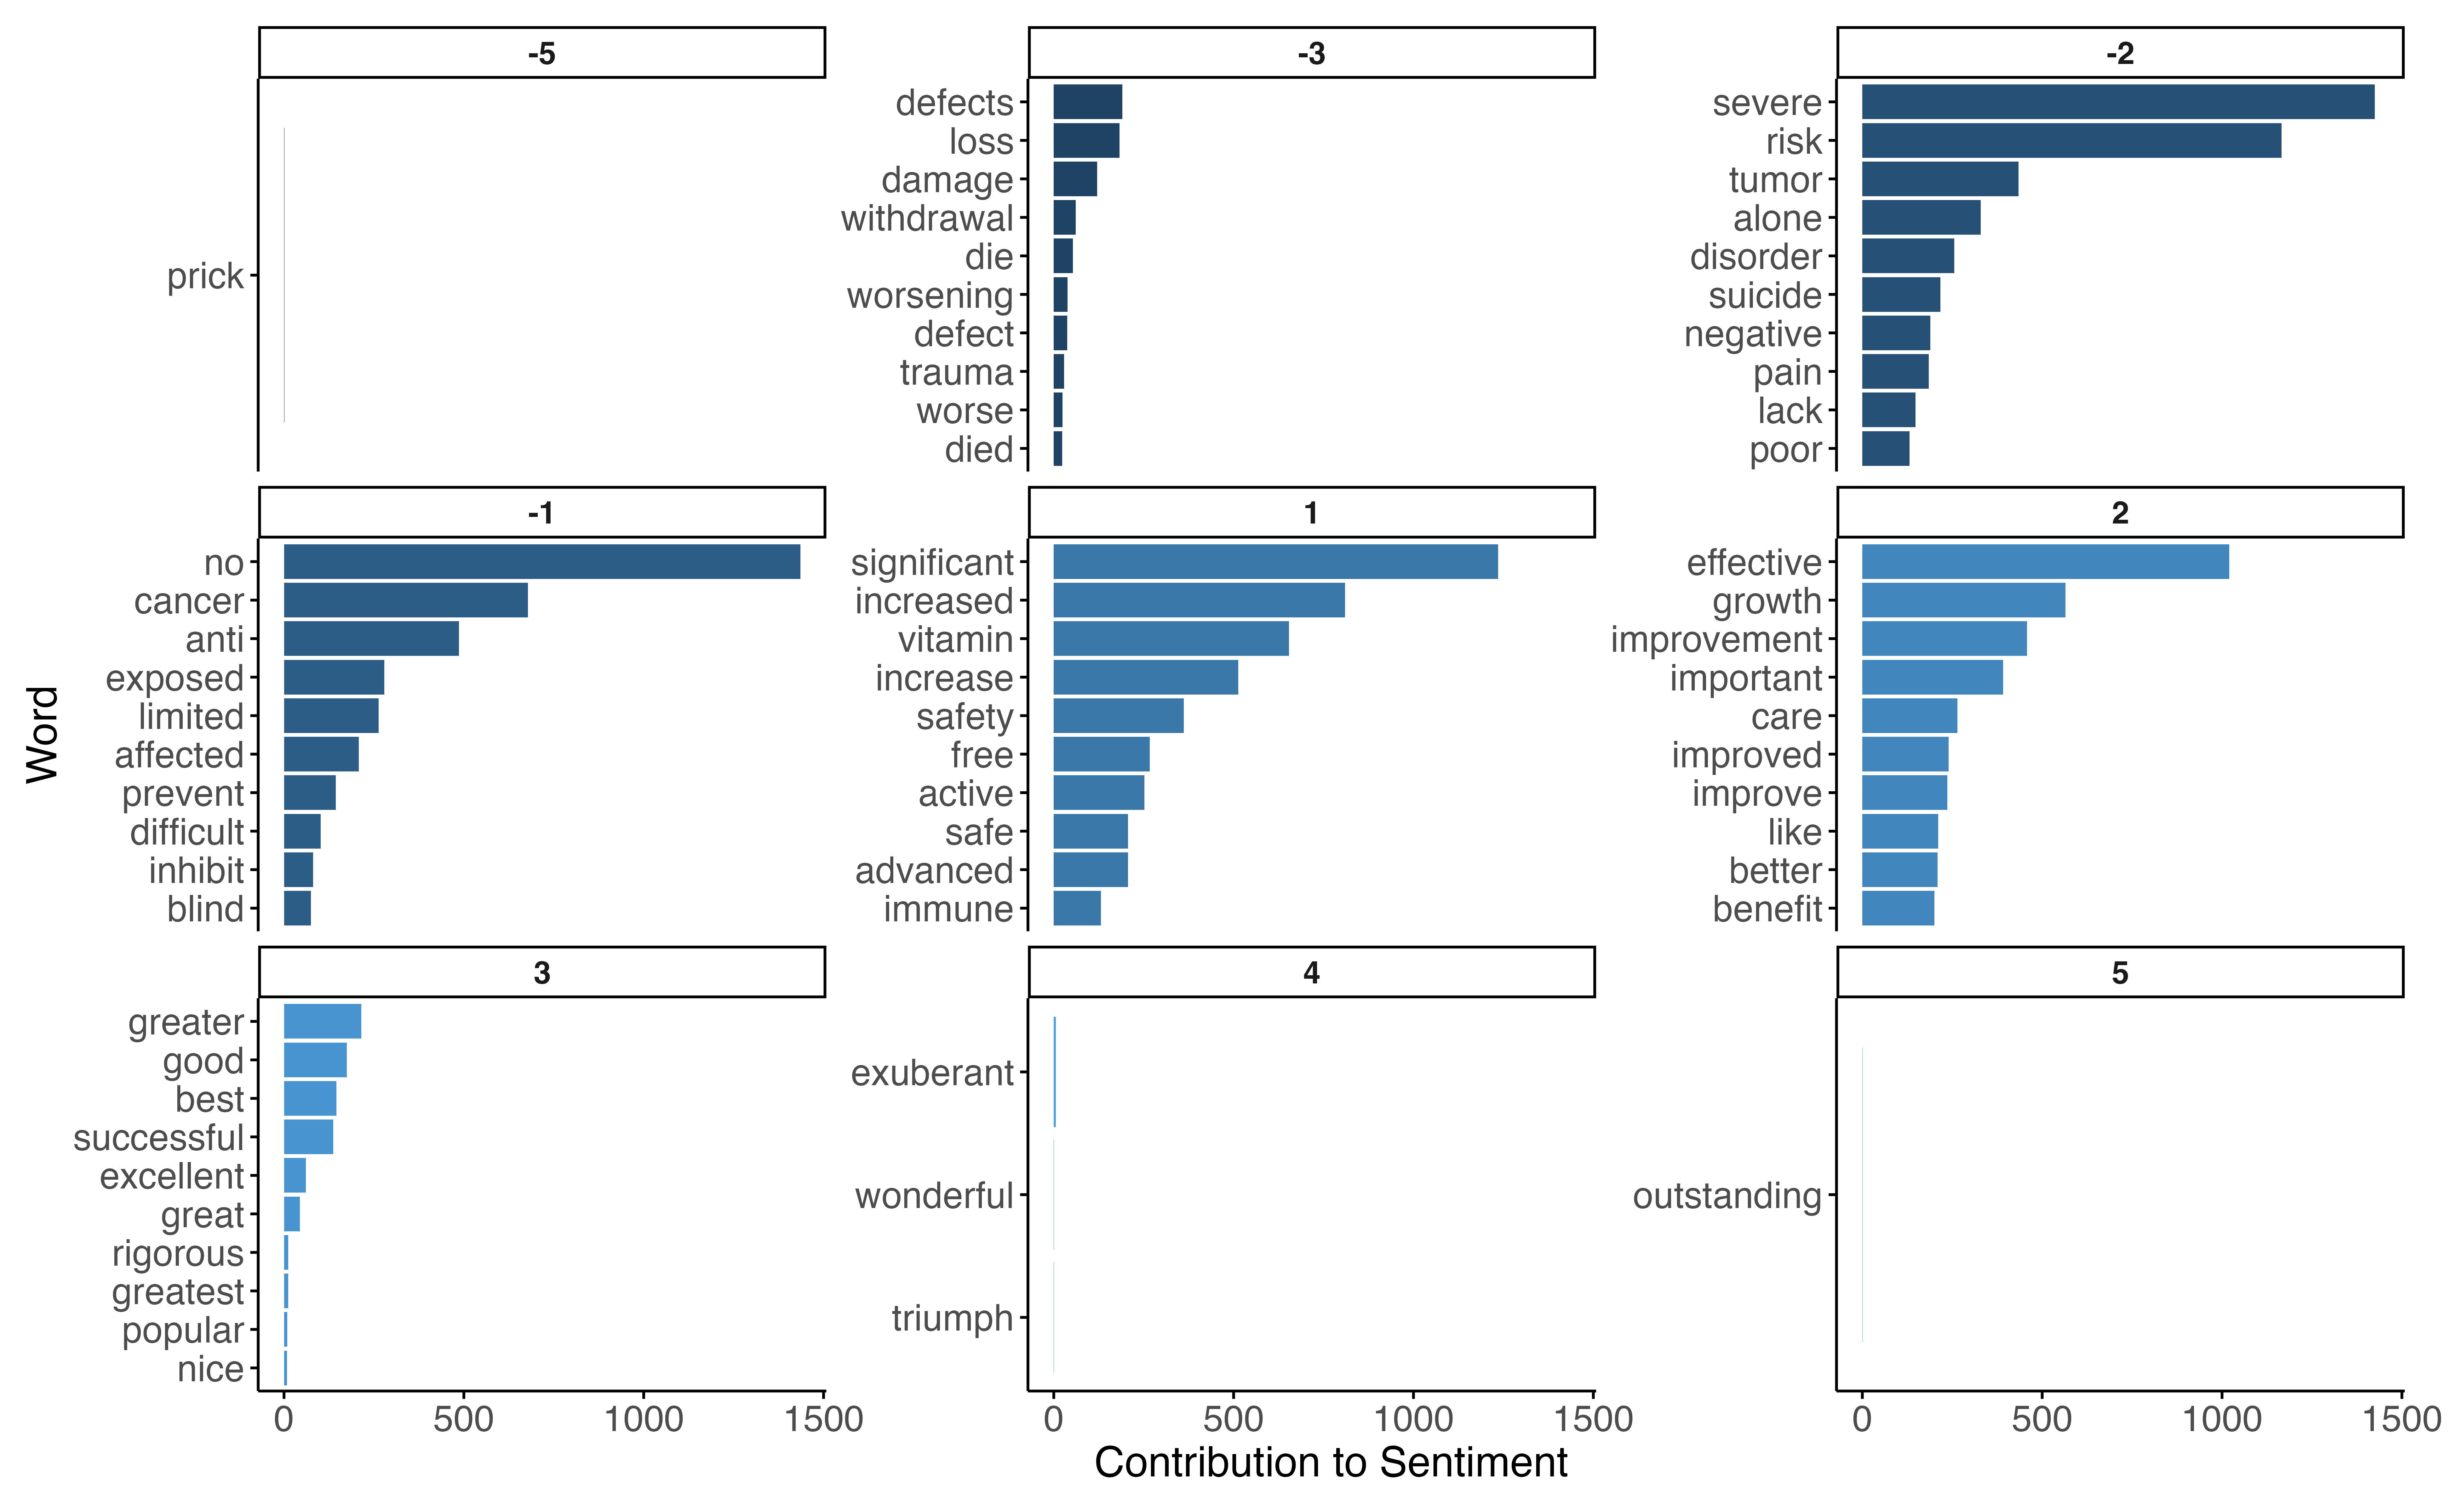 -5
prick
-3
defects
loss
damage
withdrawal
die
worsening
defect
trauma
worse
died
-2
severe
risk
tumor
alone
disorder
suicide
negative
pain
lack
poor
-1
no
cancer
anti
exposed
limited
affected
prevent
difficult
inhibit
blind
1
significant
increased
vitamin
increase
safety
free
active
safe
advanced
immune
2
effective
growth
improvement
important
care
improved
improve
like
better
benefit
3
greater
good
best
successful
excellent
great
rigorous
greatest
popular
nice
0 500 1000 1500
4
exuberant
wonderful
triumph
0 500 1000 1500
5
outstanding
0 500 1000 1500
Word
Contribution to Sentiment